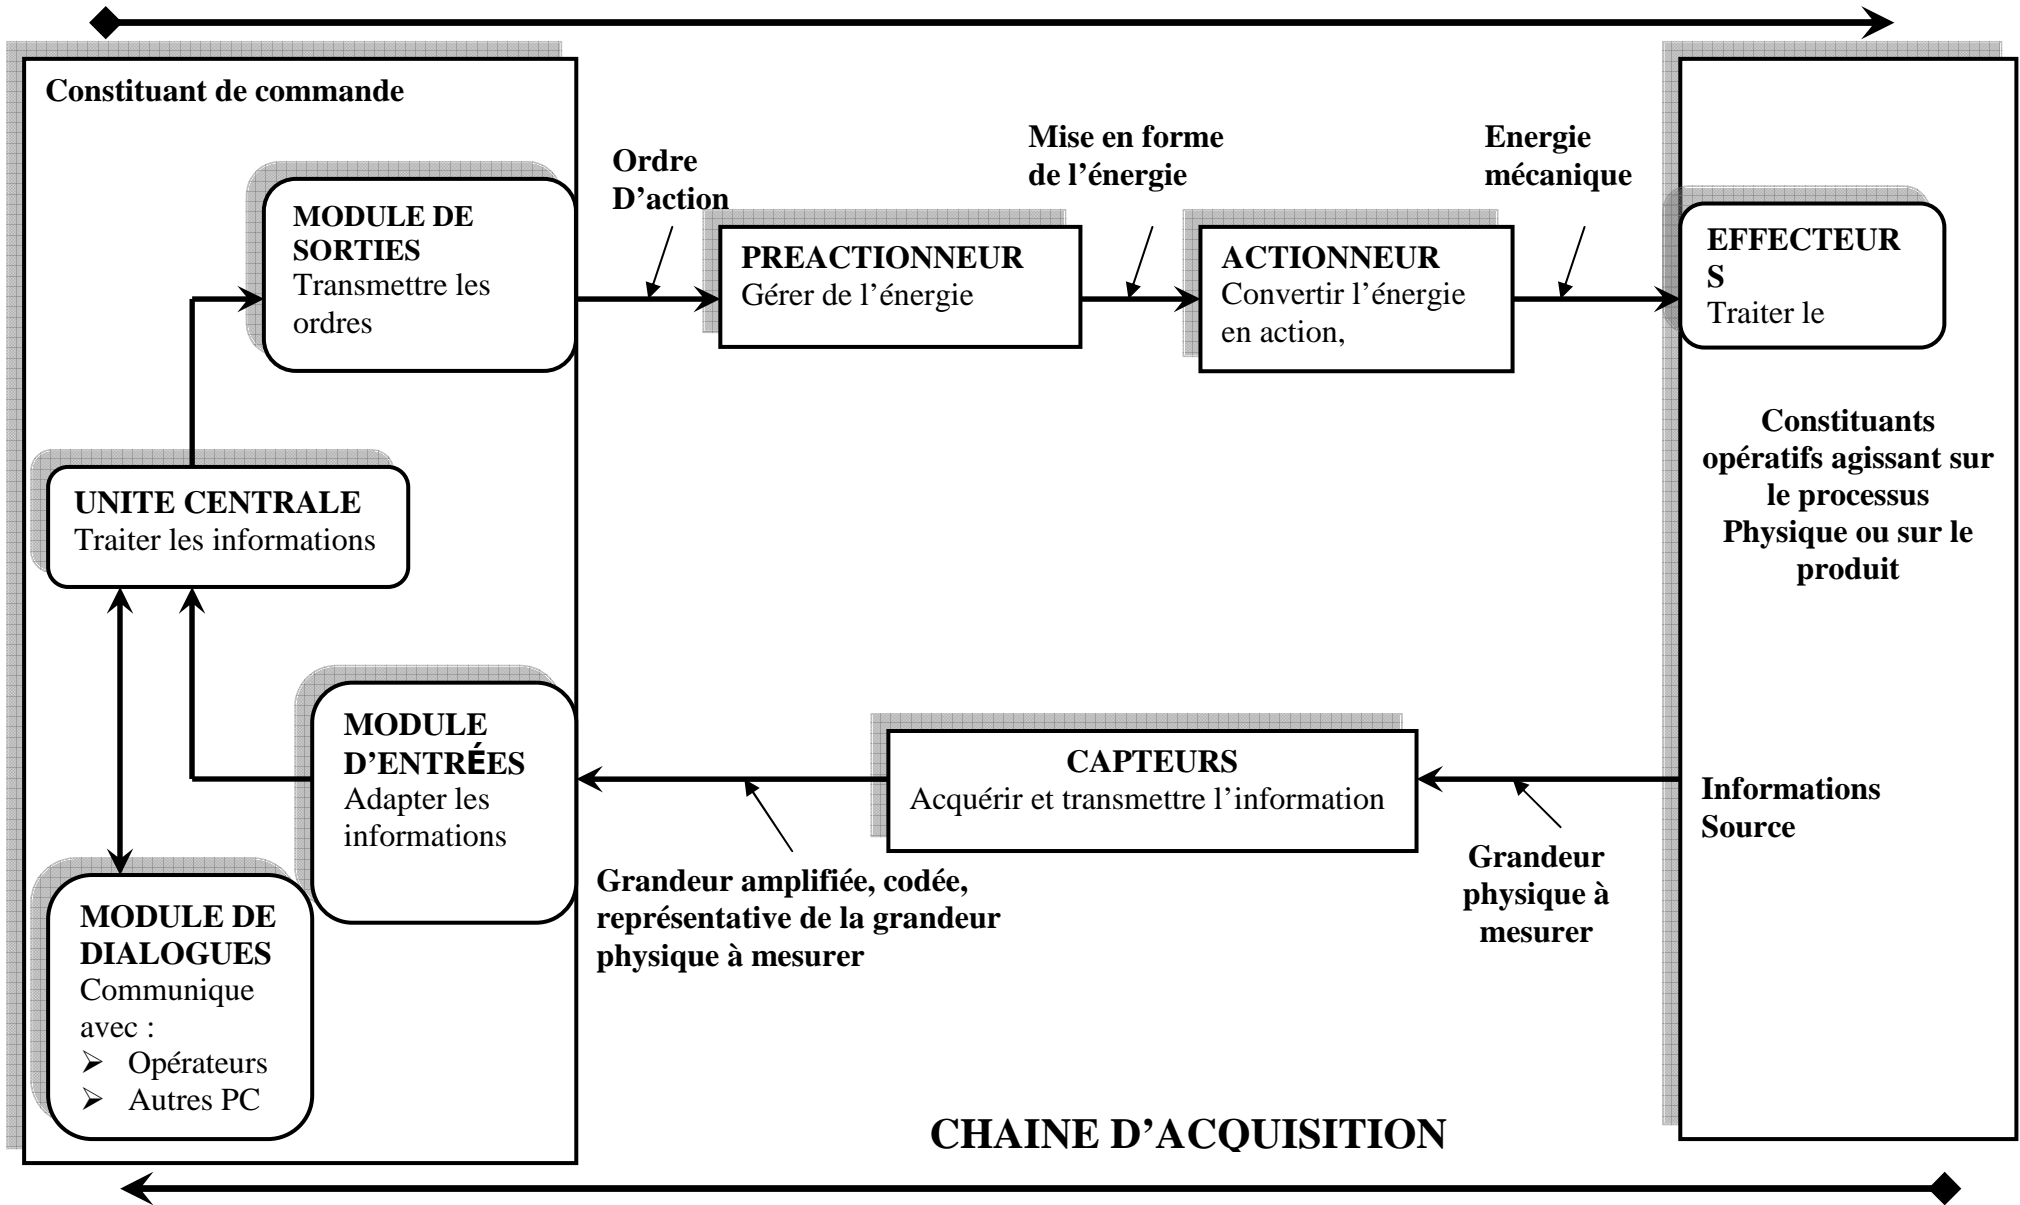 Constituant de commande
MODULE DE
SORTIES
Transmettre les
ordres
Ordre
D’action
PREACTIONNEUR
Gérer de l’énergie
Mise en forme
de l’énergie
ACTIONNEUR
Convertir l’énergie
en action,
Energie
mécanique
EFFECTEUR
S
Traiter le
Constituants
opératifs agissant sur
le processus
Physique ou sur le
produit
UNITE CENTRALE
Traiter les informations
MODULE
D’ENTRÉES
Adapter les
informations
Grandeur amplifiée, codée,
représentative de la grandeur
physique à mesurer
CAPTEURS
Acquérir et transmettre l’information
Grandeur
physique à
mesurer
Informations
Source
MODULE DE
DIALOGUES
Communique
avec :
➢ Opérateurs
➢ Autres PC
CHAINE D’ACQUISITION